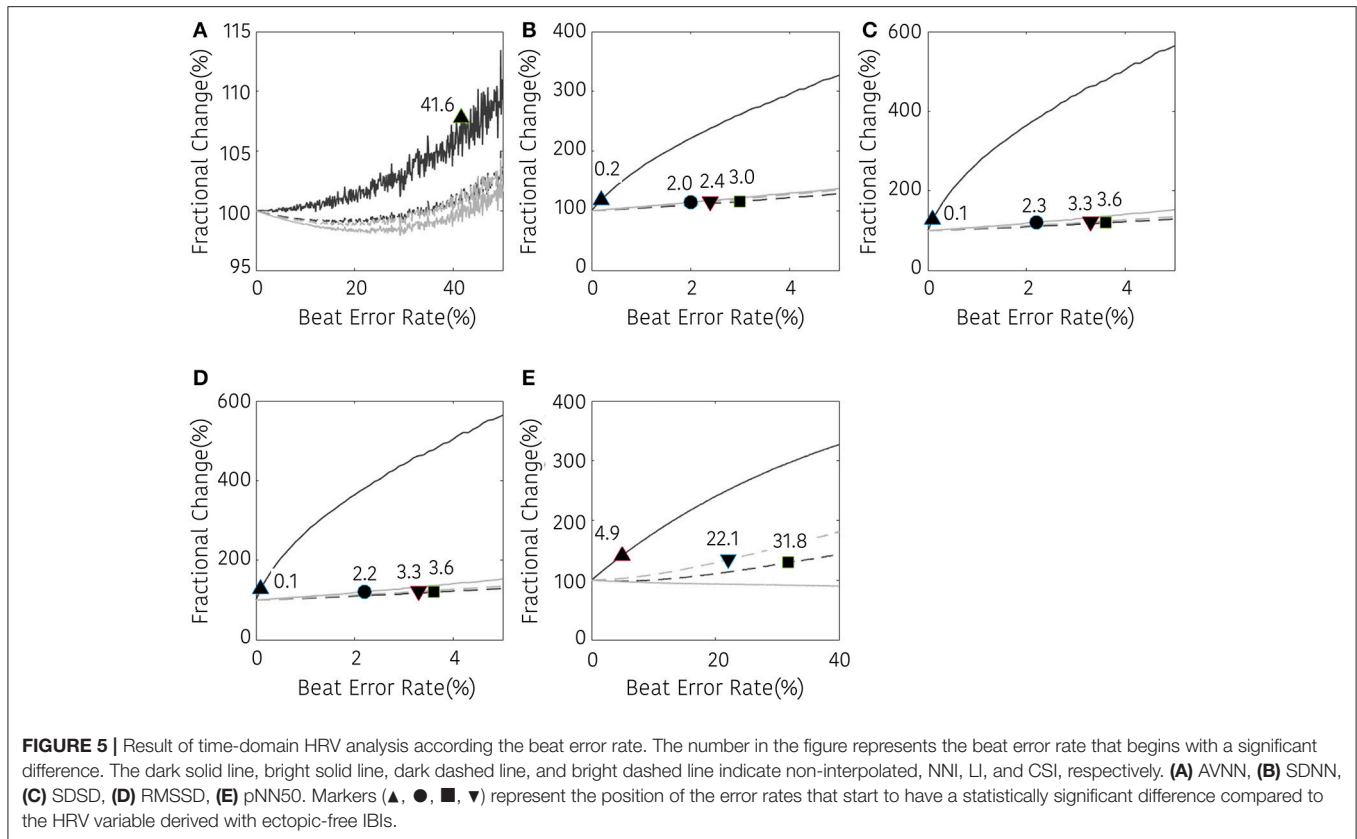 A
115
110
105
100
95
Fractional Change(%)
41.6
0 20 40
Beat Error Rate(%)
B
400
300
200
100
0
Fractional Change(%)
0.2
2.0 2.4 3.0
0 2 4
Beat Error Rate(%)
C
600
400
200
0
Fractional Change(%)
0.1
2.3 3.3 3.6
0 2 4
Beat Error Rate(%)
D
600
400
200
0
Fractional Change(%)
0.1
2.2 3.3 3.6
0 2 4
Beat Error Rate(%)
E
400
300
200
100
0
Fractional Change(%)
4.9
22.1
31.8
0 20 40
Beat Error Rate(%)
FIGURE 5 | Result of time-domain HRV analysis according the beat error rate. The number in the figure represents the beat error rate that begins with a significant
difference. The dark solid line, bright solid line, dark dashed line, and bright dashed line indicate non-interpolated, NNI, LI, and CSI, respectively. (A) AVNN, (B) SDNN,
(C) SDSD, (D) RMSSD, (E) pNN50. Markers (▲, ●, ■, ▼) represent the position of the error rates that start to have a statistically significant difference compared to
the HRV variable derived with ectopic-free IBIs.